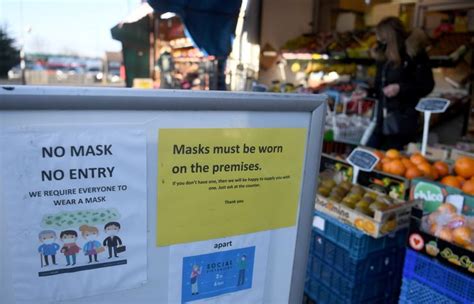 NO MASK
NO ENTRY
WE REQUIRE EVERYONE TO
WEAR A MASK
Masks must be worn
on the premises.
If you don't have one, then we will be happy to supply you with
one. Just ask at the counter.
Thank you
apart
SOCIAL
2m